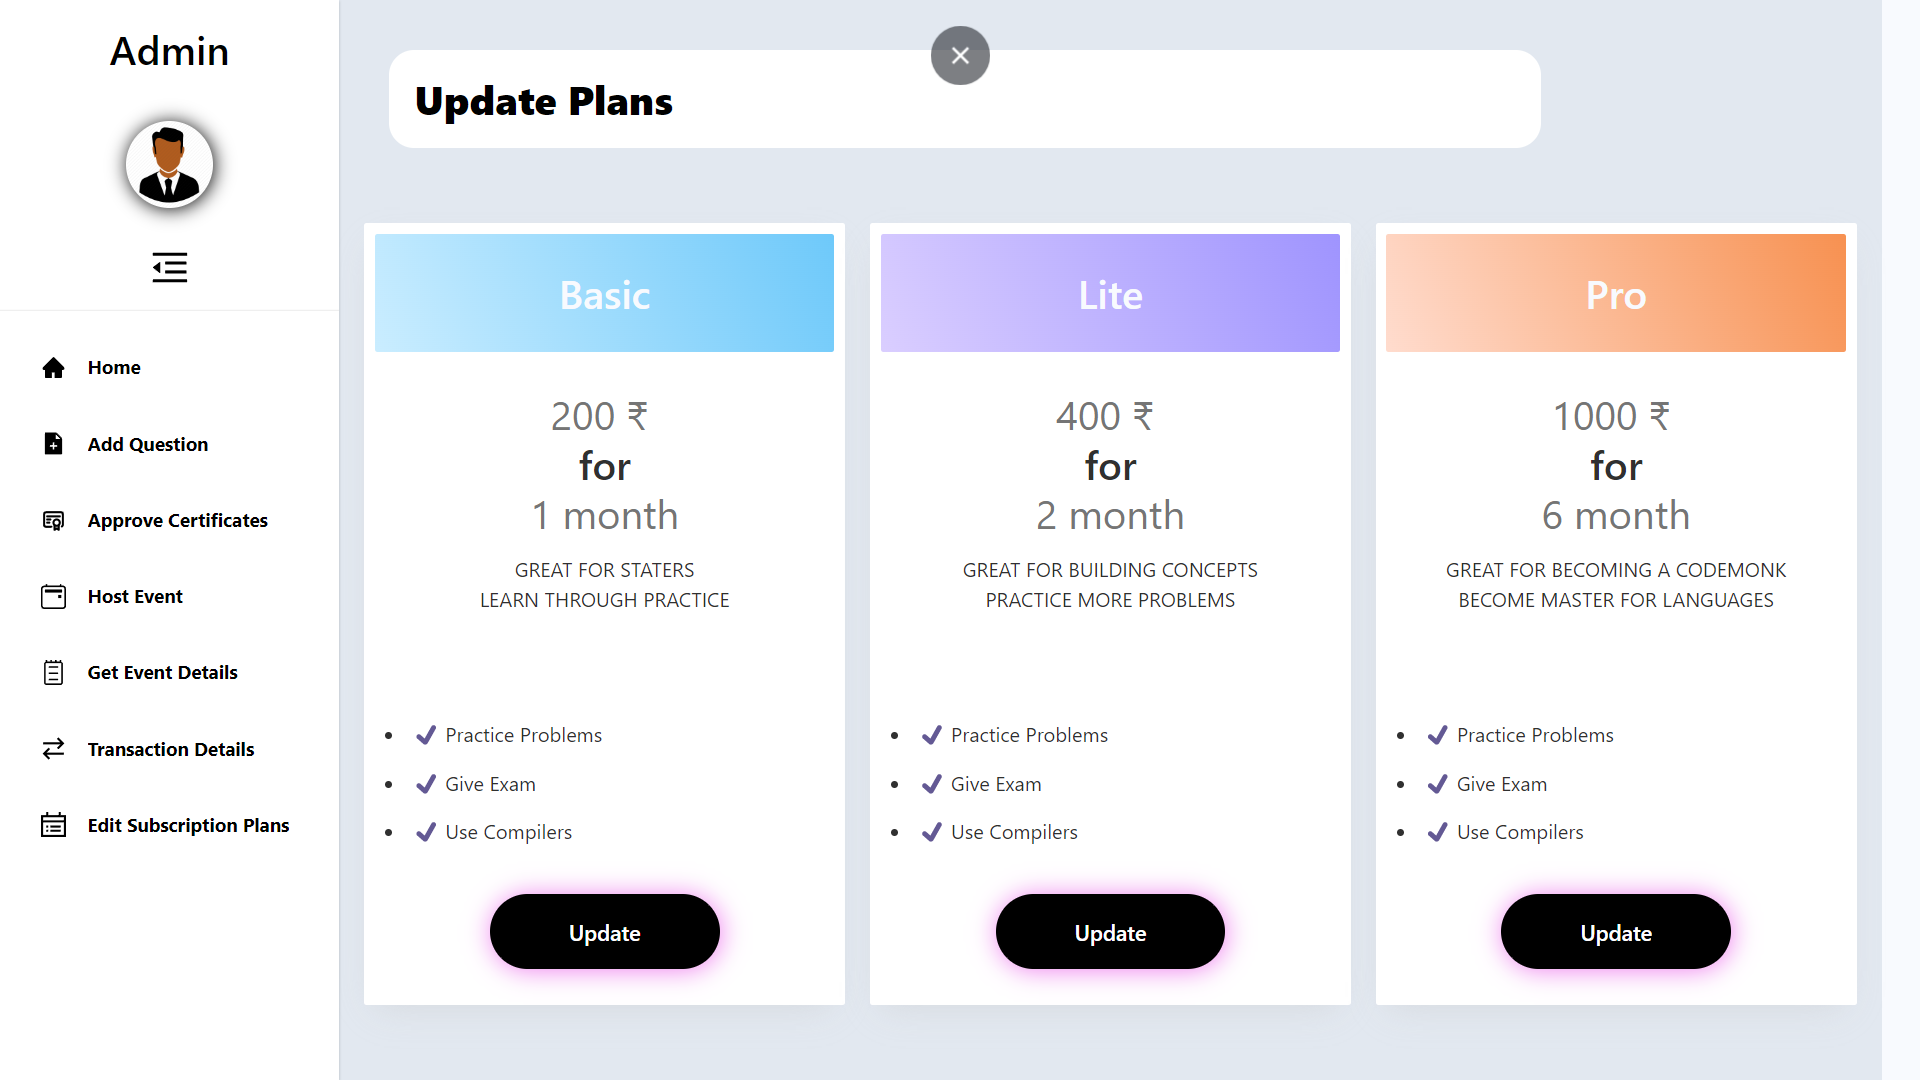 Admin
Home
Add Question
Approve Certificates
Host Event
Get Event Details
Transaction Details
Edit Subscription Plans
Update Plans
Basic
200 ₹
for
1 month
GREAT FOR STATERS
LEARN THROUGH PRACTICE
Practice Problems
Give Exam
Use Compilers
Update
Lite
400 ₹
for
2 month
GREAT FOR BUILDING CONCEPTS
PRACTICE MORE PROBLEMS
Practice Problems
Give Exam
Use Compilers
Update
Pro
1000 ₹
for
6 month
GREAT FOR BECOMING A CODEMONK
BECOME MASTER FOR LANGUAGES
Practice Problems
Give Exam
Use Compilers
Update